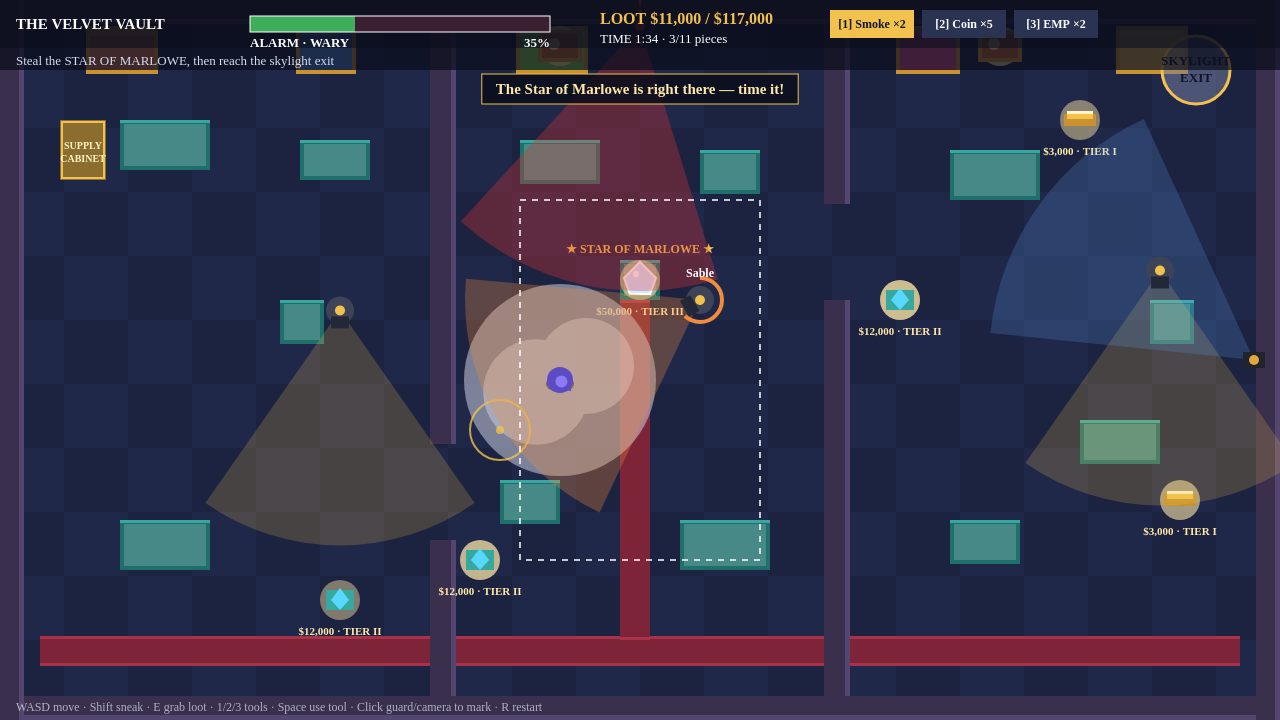 THE VELVET VAULT
ALARM · WARY
35%
LOOT $11,000 / $117,000
TIME 1:34 · 3/11 pieces
[1] Smoke ×2
[2] Coin ×5
[3] EMP ×2
Steal the STAR OF MARLOWE, then reach the skylight exit
SKYLIGHT
EXIT
The Star of Marlowe is right there — time it!
SUPPLY
CABINET
$3,000 · TIER I
★ STAR OF MARLOWE ★
Sable
$50,000 · TIER III
$12,000 · TIER II
$3,000 · TIER I
$12,000 · TIER II
$12,000 · TIER II
WASD move · Shift sneak · E grab loot · 1/2/3 tools · Space use tool · Click guard/camera to mark · R restart